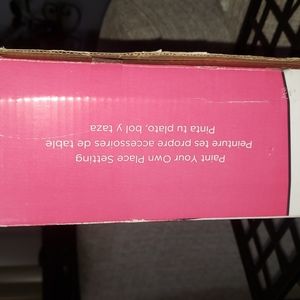 Paint Your Own Place Setting
Peinture tes propre accessoires de table
Pinta tu plato, bol y taza